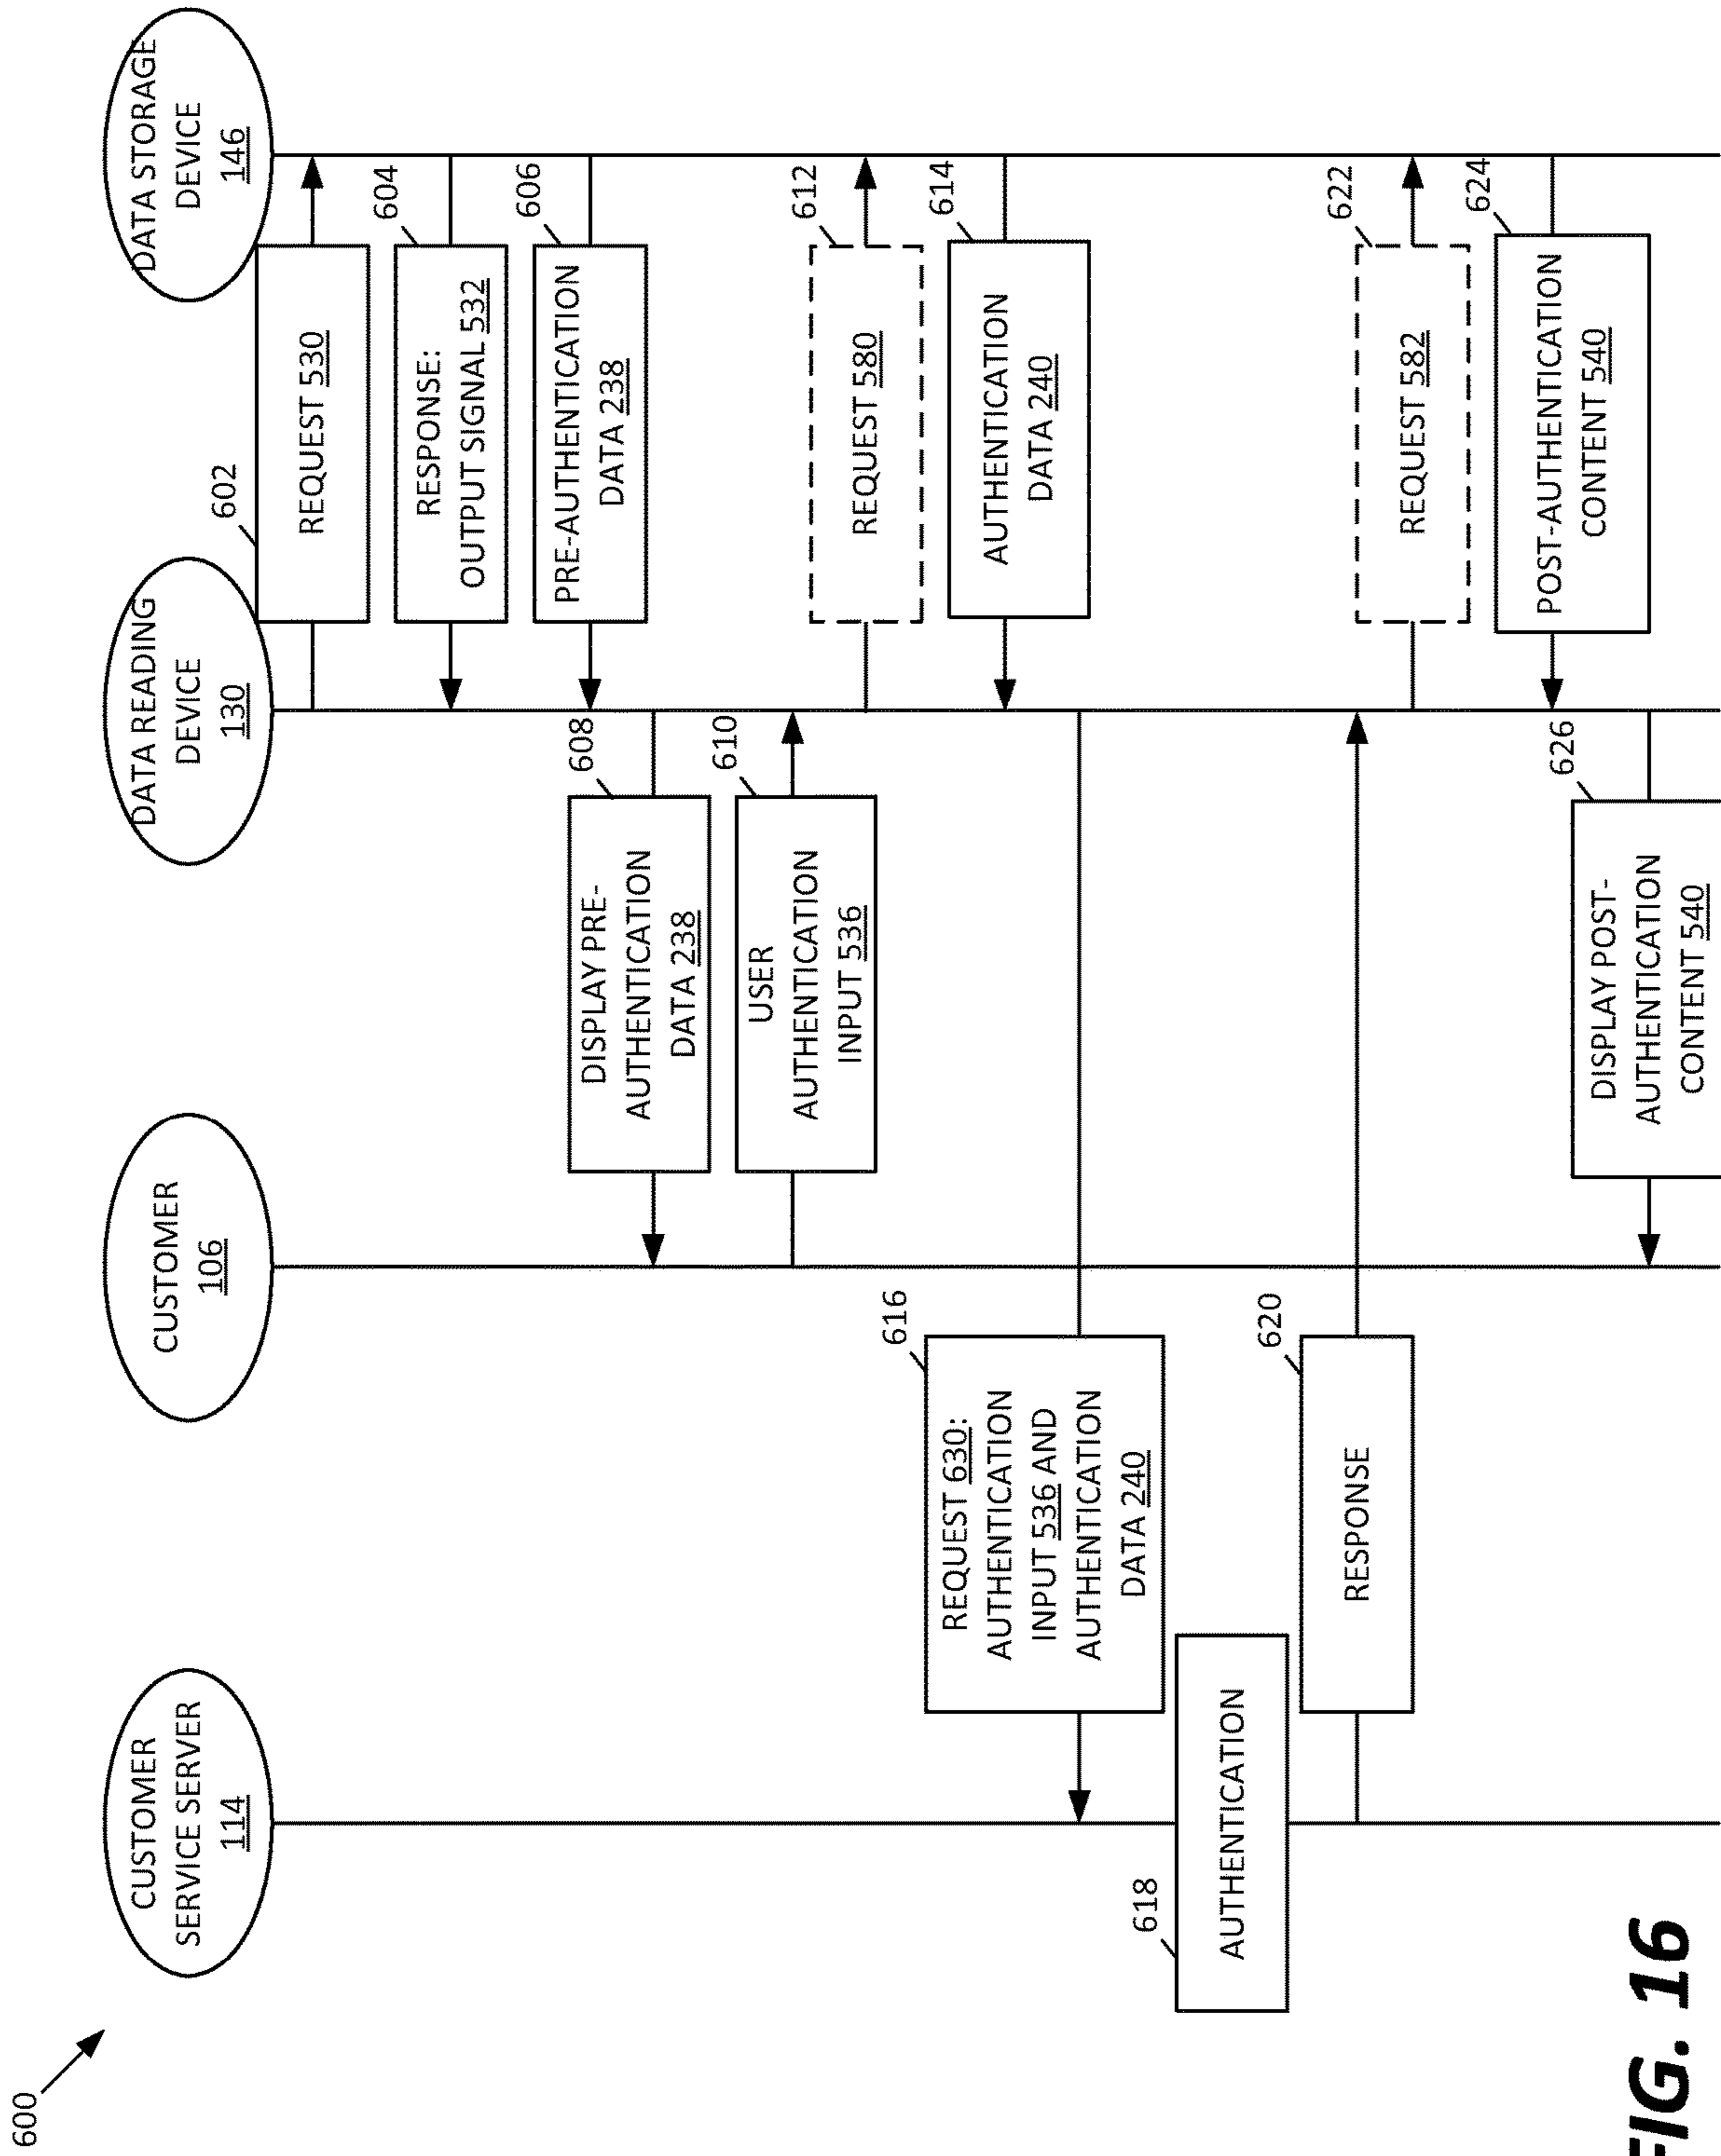 600
CUSTOMER
SERVICE SERVER
114
CUSTOMER
106
DATA READING
DEVICE
130
DATA STORAGE
DEVICE
146
602
REQUEST 530
604
RESPONSE:
OUTPUT SIGNAL 532
606
PRE-AUTHENTICATION
DATA 238
608
DISPLAY PRE-
AUTHENTICATION
DATA 238
610
USER
AUTHENTICATION
INPUT 536
612
REQUEST 580
614
AUTHENTICATION
DATA 240
616
REQUEST 630:
AUTHENTICATION
INPUT 536 AND
AUTHENTICATION
DATA 240
618
AUTHENTICATION
620
RESPONSE
622
REQUEST 582
624
POST-AUTHENTICATION
CONTENT 540
626
DISPLAY POST-
AUTHENTICATION
CONTENT 540
FIG. 16